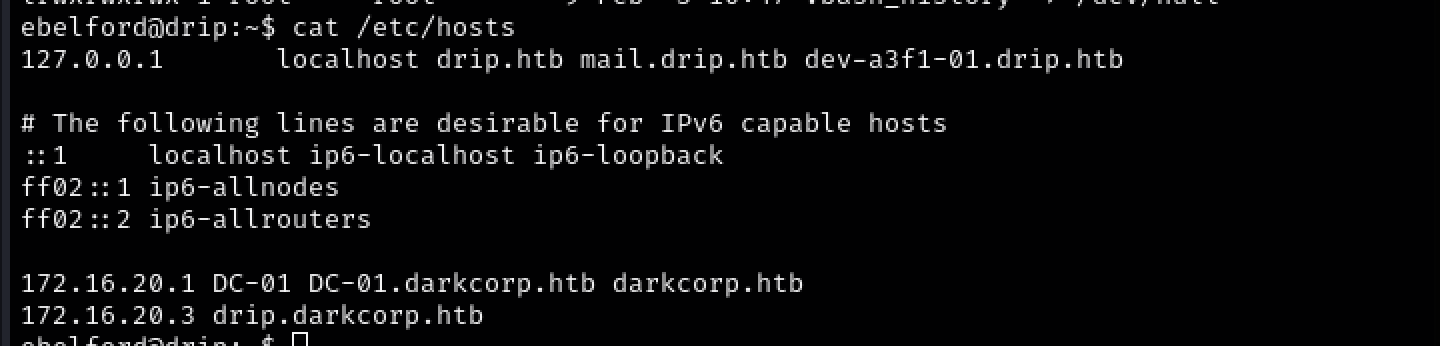 ebelford@drip:~$ cat /etc/hosts
127.0.0.1       localhost drip.htb mail.drip.htb dev-a3f1-01.drip.htb
# The following lines are desirable for IPv6 capable hosts
::1     localhost ip6-localhost ip6-loopback
ff02::1 ip6-allnodes
ff02::2 ip6-allrouters
172.16.20.1 DC-01 DC-01.darkcorp.htb darkcorp.htb
172.16.20.3 drip.darkcorp.htb